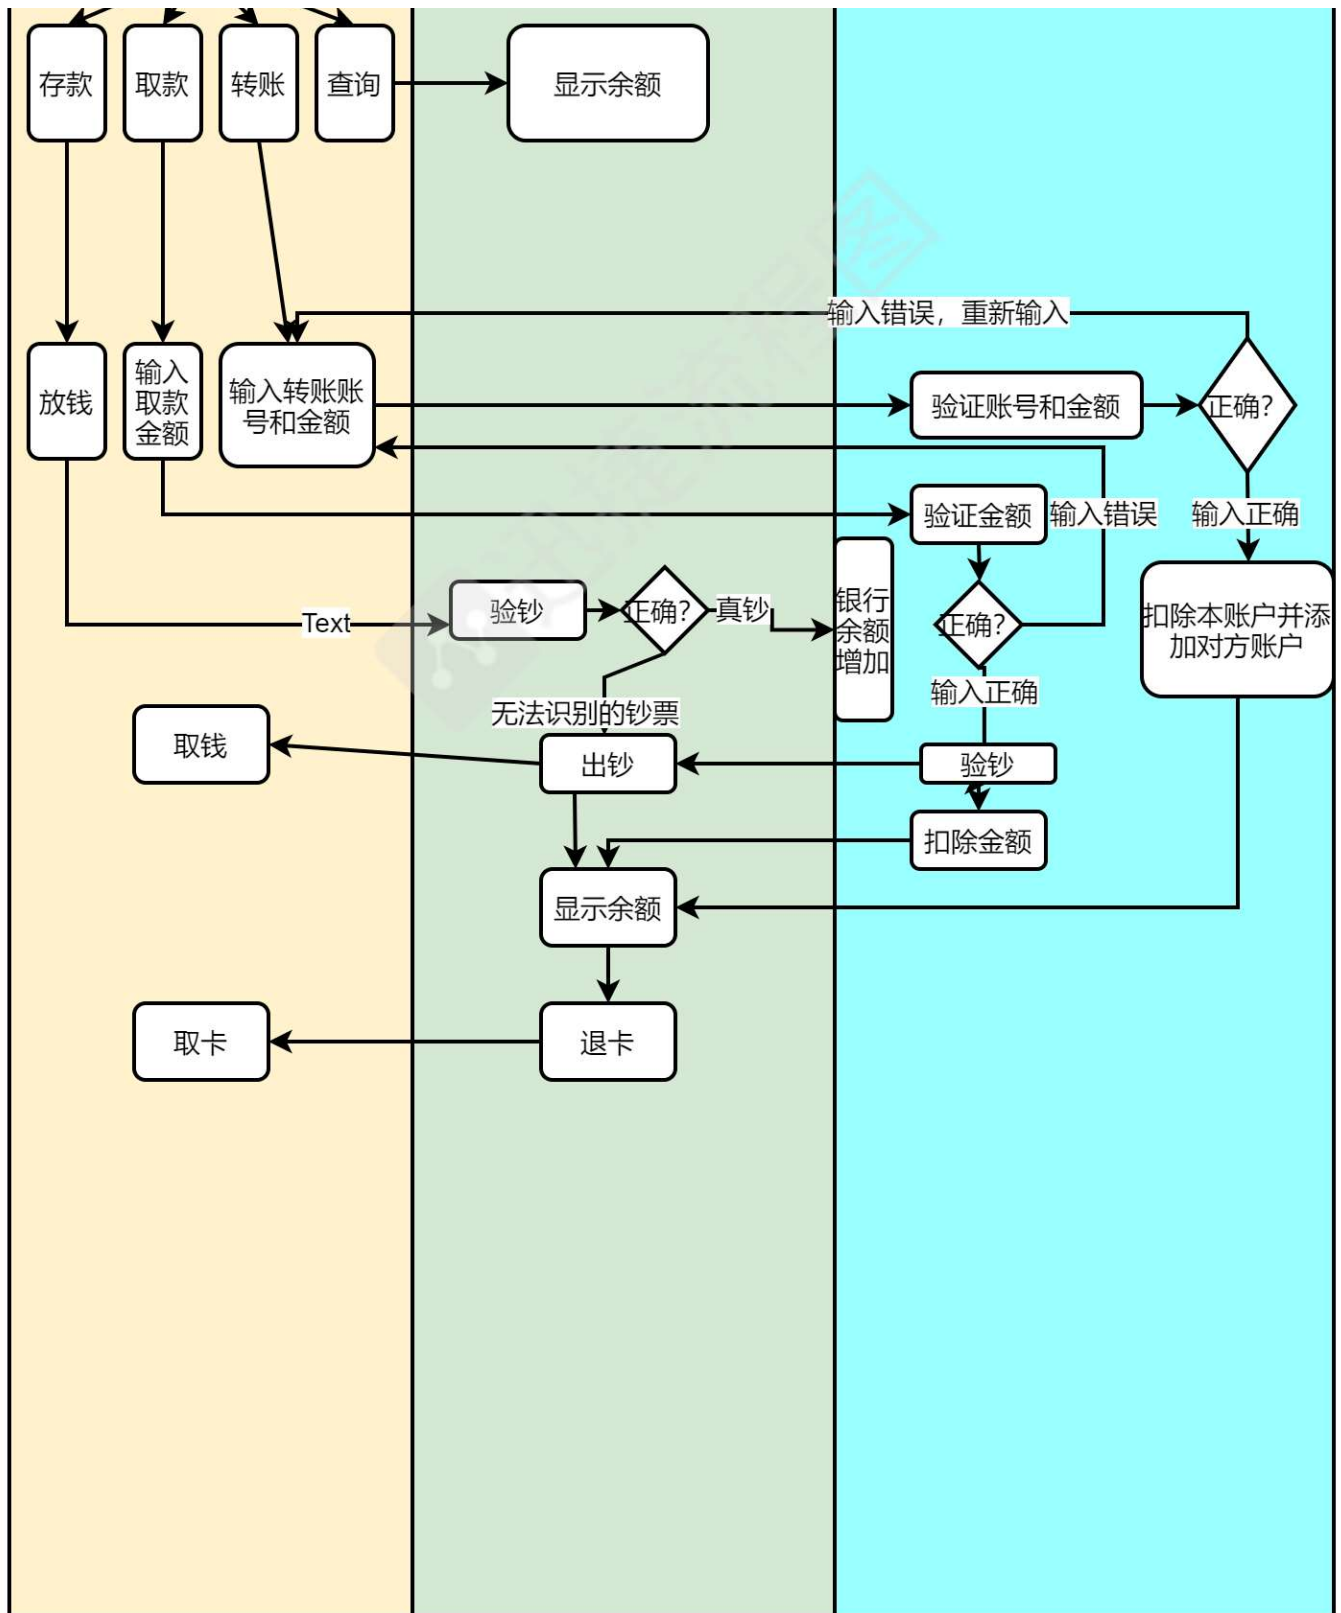 存款
取款
转账
查询
显示余额
输入错误，重新输入
放钱
输入
取款
金额
输入转账账
号和金额
验证账号和金额
正确?
验证金额
输入错误
输入正确
银行
余额
增加
验钞
正确?
真钞
正确?
扣除本账户并添
加对方账户
Text
输入正确
无法识别的钞票
取钱
出钞
验钞
扣除金额
显示余额
取卡
退卡
迅捷流程图